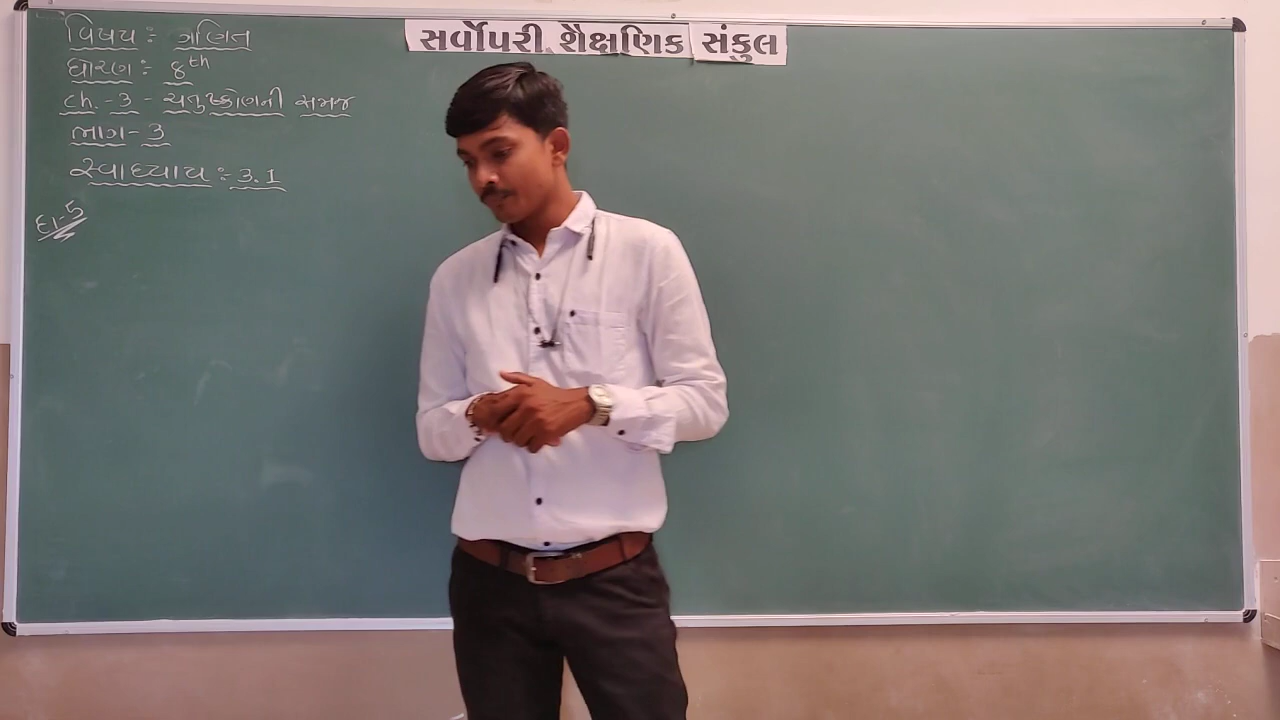 સર્વોપરી શૈક્ષણિક સંકુલ
વિષય : ગણિત
ધોરણ : 8th
ch. - 3 - ચતુષ્કોણની સમજ
ભાગ - 3
સ્વાધ્યાય : 3.1
દા-5